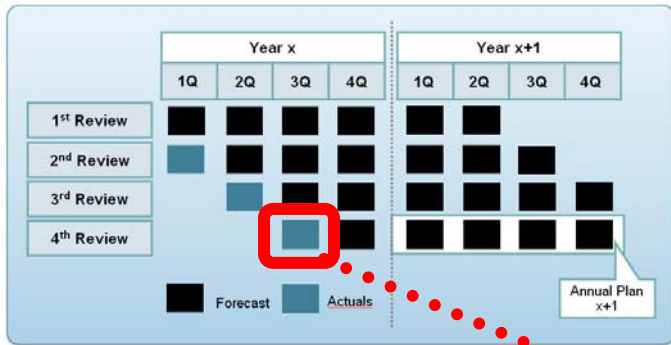 Year x
Year x+1
1Q 2Q 3Q 4Q 1Q 2Q 3Q 4Q
1st Review
2nd Review
3rd Review
4th Review
Forecast
Actuals
Annual Plan
x+1